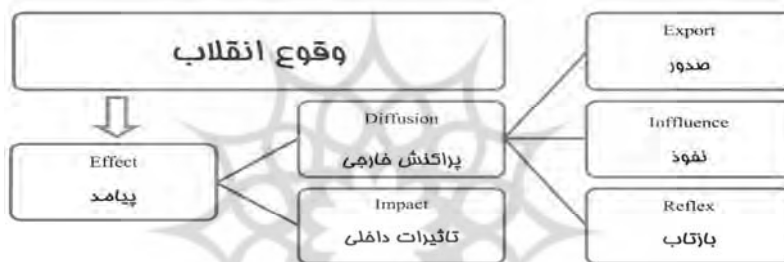 وقوع انقلاب
Effect
پیامد
Diffusion
پراکنش خارجی
Impact
تاثیرات داخلی
Export
صدور
Inffluence
نفوذ
Reflex
بازتاب